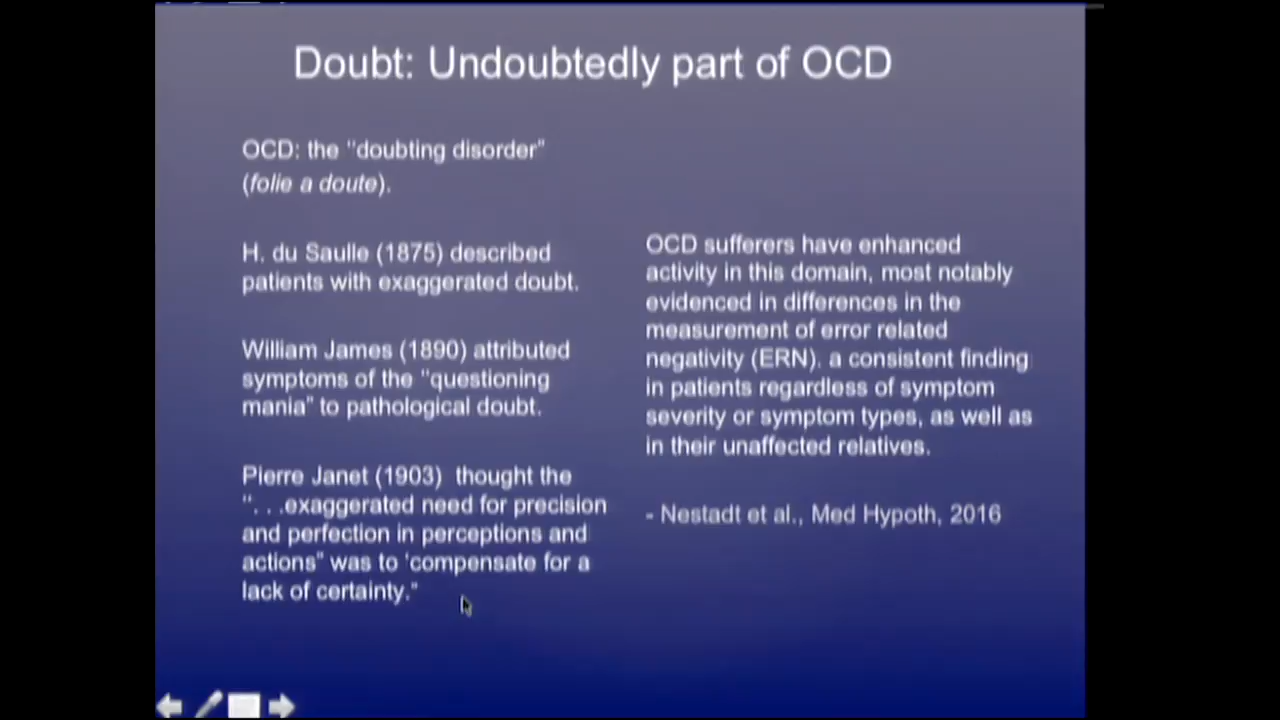 Doubt: Undoubtedly part of OCD
OCD: the "doubting disorder"
(folie a doute).
H. du Saulle (1875) described
patients with exaggerated doubt.
William James (1890) attributed
symptoms of the "questioning
mania" to pathological doubt.
Pierre Janet (1903)  thought the
". . .exaggerated need for precision
and perfection in perceptions and
actions" was to 'compensate for a
lack of certainty."
OCD sufferers have enhanced
activity in this domain, most notably
evidenced in differences in the
measurement of error related
negativity (ERN). a consistent finding
in patients regardless of symptom
severity or symptom types, as well as
in their unaffected relatives.
- Nestadt et al., Med Hypoth, 2016